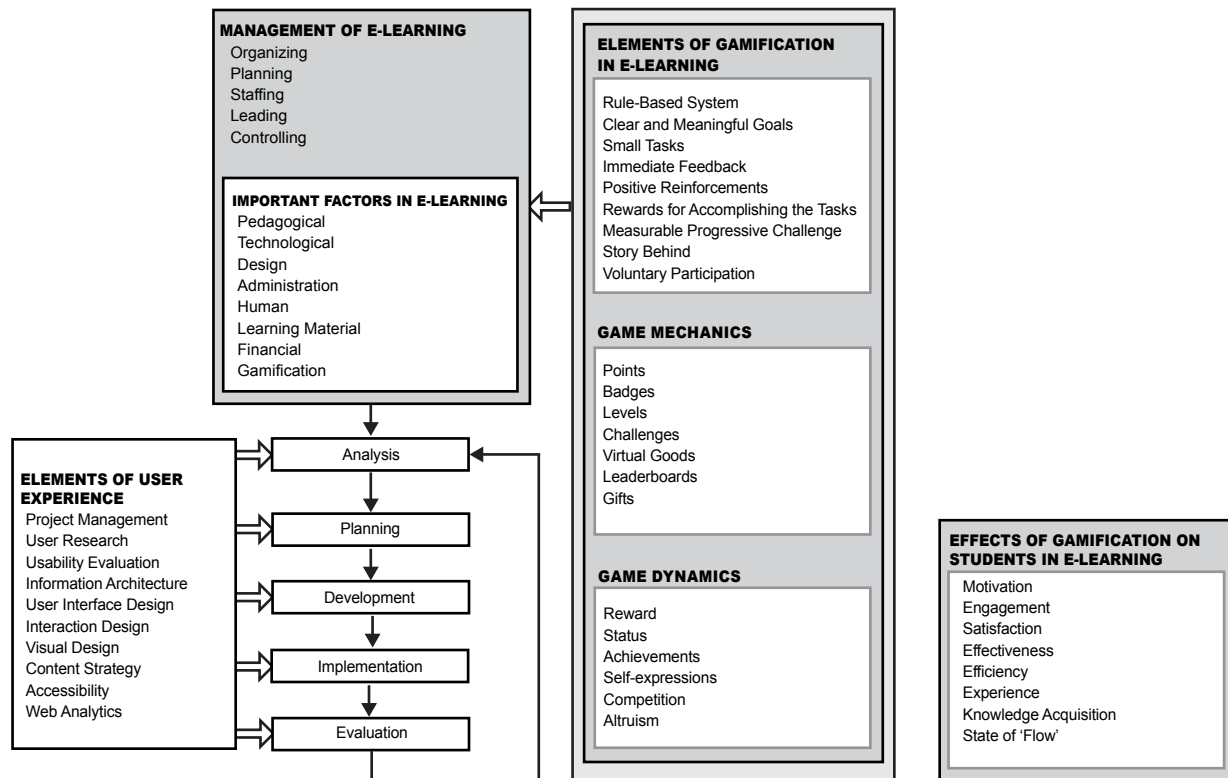 MANAGEMENT OF E-LEARNING
Organizing
Planning
Staffing
Leading
Controlling
IMPORTANT FACTORS IN E-LEARNING
Pedagogical
Technological
Design
Administration
Human
Learning Material
Financial
Gamification
ELEMENTS OF GAMIFICATION
IN E-LEARNING
Rule-Based System
Clear and Meaningful Goals
Small Tasks
Immediate Feedback
Positive Reinforcements
Rewards for Accomplishing the Tasks
Measurable Progressive Challenge
Story Behind
Voluntary Participation
GAME MECHANICS
Points
Badges
Levels
Challenges
Virtual Goods
Leaderboards
Gifts
GAME DYNAMICS
Reward
Status
Achievements
Self-expressions
Competition
Altruism
ELEMENTS OF USER
EXPERIENCE
Project Management
User Research
Usability Evaluation
Information Architecture
User Interface Design
Interaction Design
Visual Design
Content Strategy
Accessibility
Web Analytics
Analysis
Planning
Development
Implementation
Evaluation
EFFECTS OF GAMIFICATION ON
STUDENTS IN E-LEARNING
Motivation
Engagement
Satisfaction
Effectiveness
Efficiency
Experience
Knowledge Acquisition
State of ‘Flow’